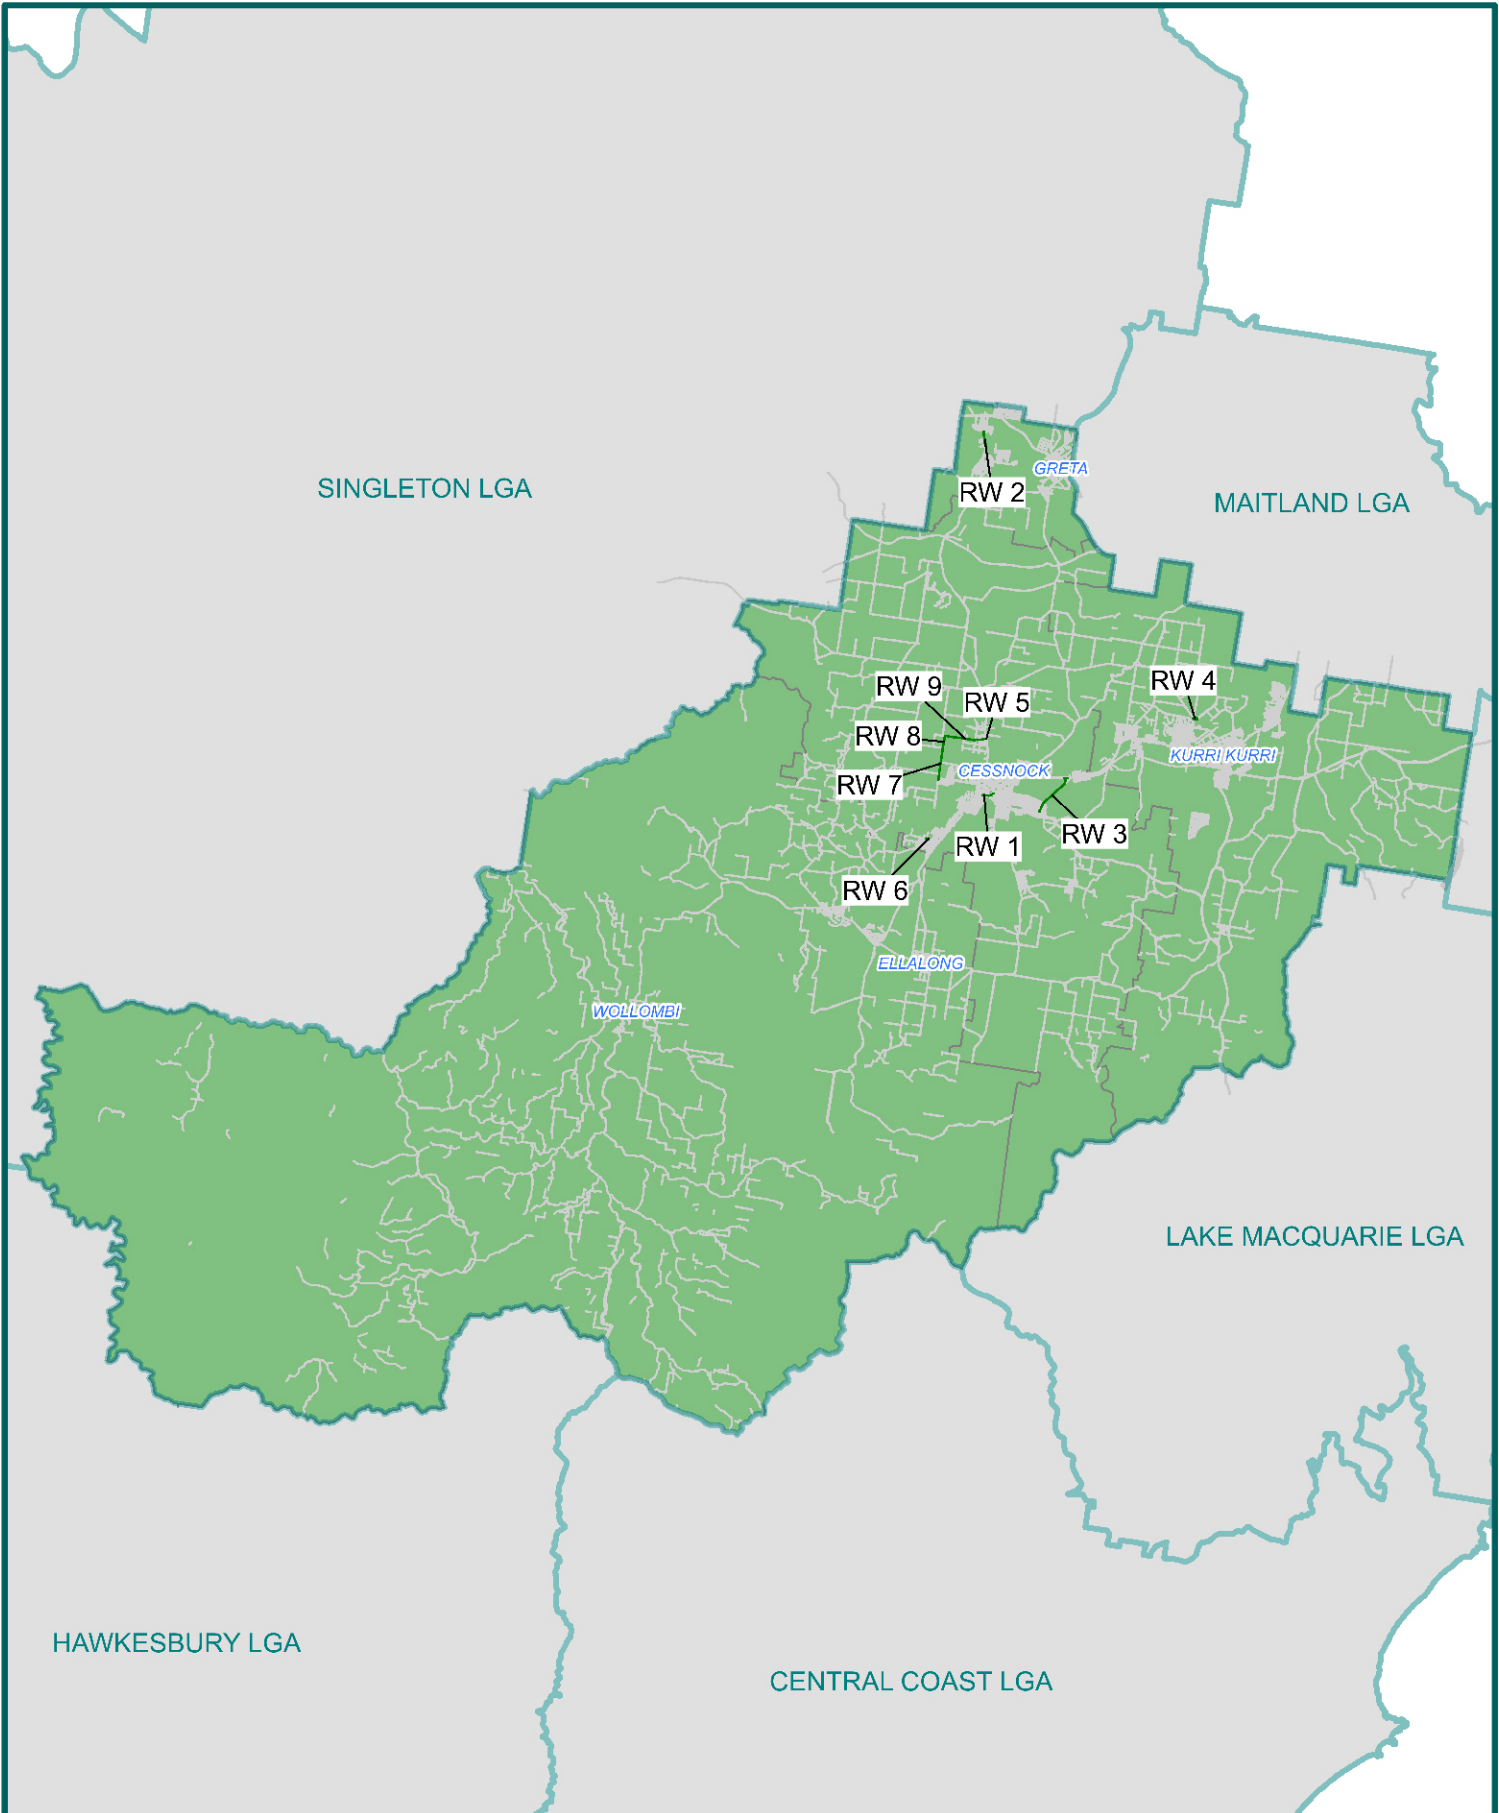 GRETA
SINGLETON LGA
RW 2
MAITLAND LGA
RW 4
RW 9
RW 5
RW 8
KURRI KURRI
CESSNOCK
RW 7
RW 3
RW 1
RW 6
ELLALONG
WOLLOMBI
LAKE MACQUARIE LGA
HAWKESBURY LGA
CENTRAL COAST LGA